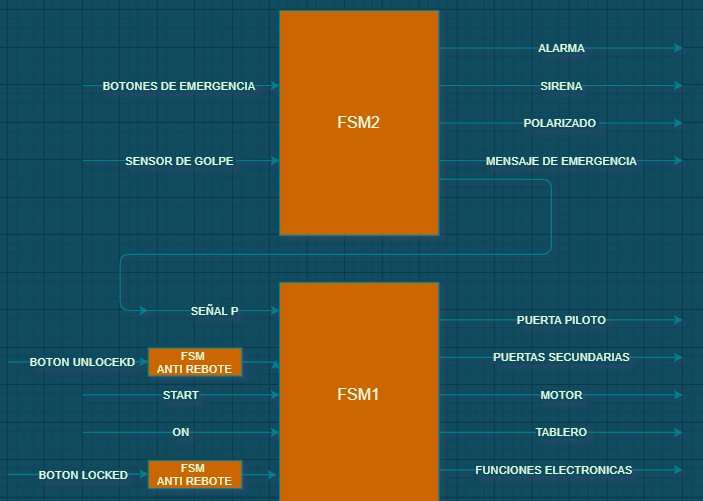 ALARMA
BOTONES DE EMERGENCIA
SIRENA
FSM2
POLARIZADO
SENSOR DE GOLPE
MENSAJE DE EMERGENCIA
SEÑAL P
PUERTA PILOTO
BOTON UNLOCEKD
FSM
ANTI REBOTE
PUERTAS SECUNDARIAS
START
FSM1
MOTOR
ON
TABLERO
BOTON LOCKED
FSM
ANTI REBOTE
FUNCIONES ELECTRONICAS